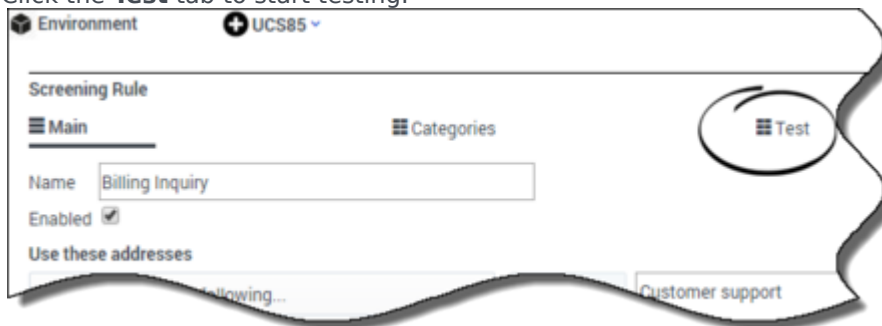 Click the Test tab to start testing.
Environment UCS85
Screening Rule
Main Categories Test
Name Billing Inquiry
Enabled
Use these addresses
following... Customer support